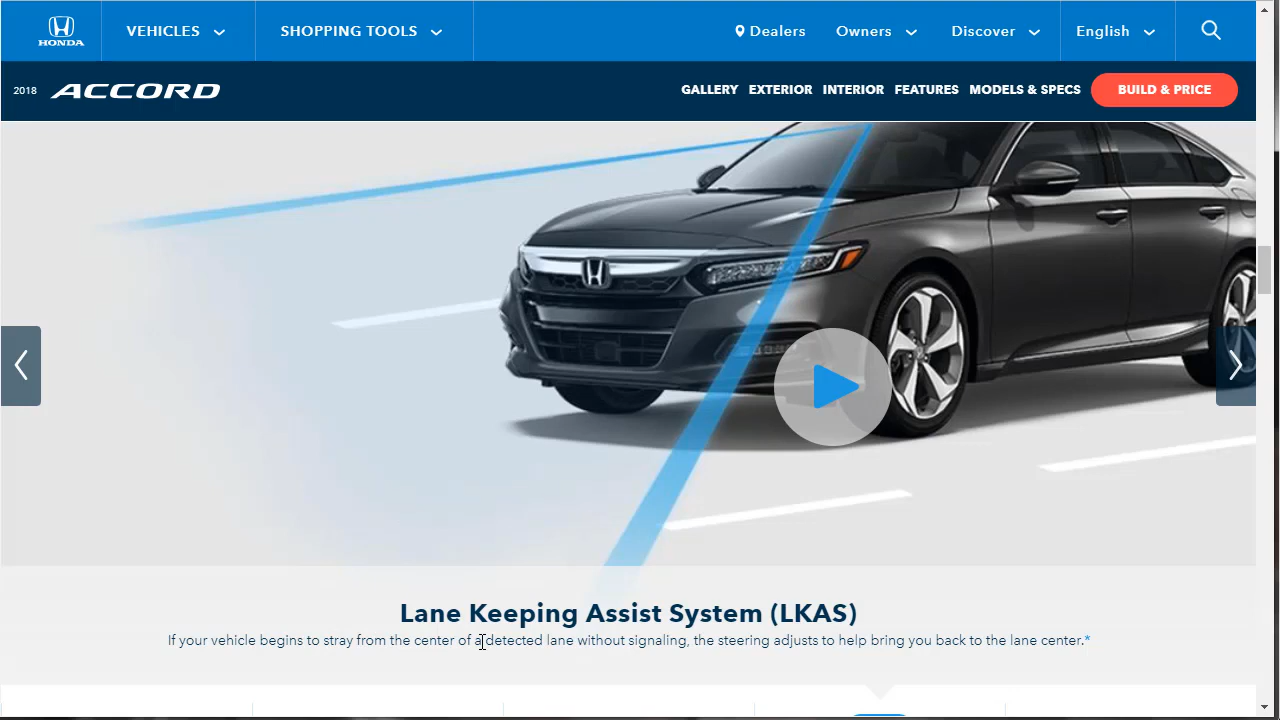 HONDA
VEHICLES
SHOPPING TOOLS
Dealers
Owners
Discover
English
2018 ACCORD
GALLERY
EXTERIOR
INTERIOR
FEATURES
MODELS & SPECS
BUILD & PRICE
Lane Keeping Assist System (LKAS)
If your vehicle begins to stray from the center of a detected lane without signaling, the steering adjusts to help bring you back to the lane center.*